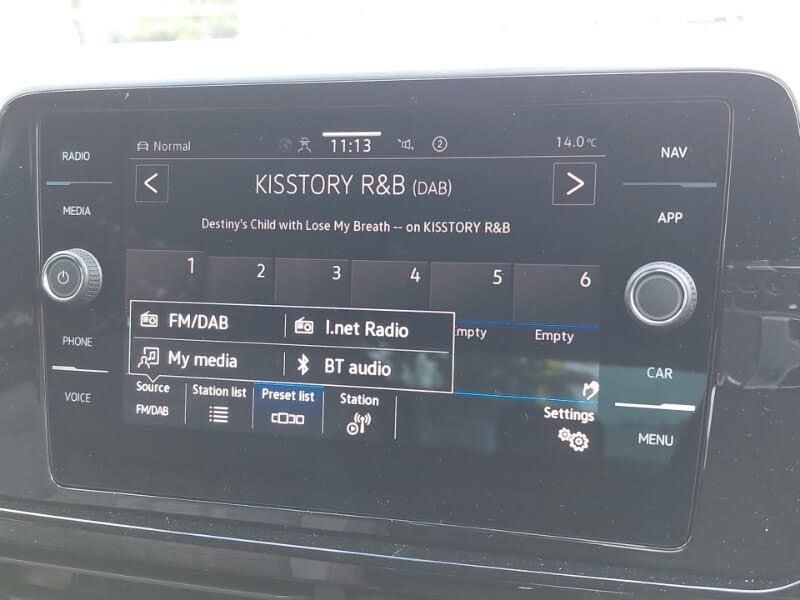 RADIO
MEDIA
PHONE
VOICE
Normal
11:13
2
14.0°C
KISSTORY R&B (DAB)
Destiny's Child with Lose My Breath -- on KISSTORY R&B
1 2 3 4 5 6
mpty Empty
FM/DAB I.net Radio
My media BT audio
Source Station list Preset list Station Settings
FM/DAB
NAV
APP
CAR
MENU